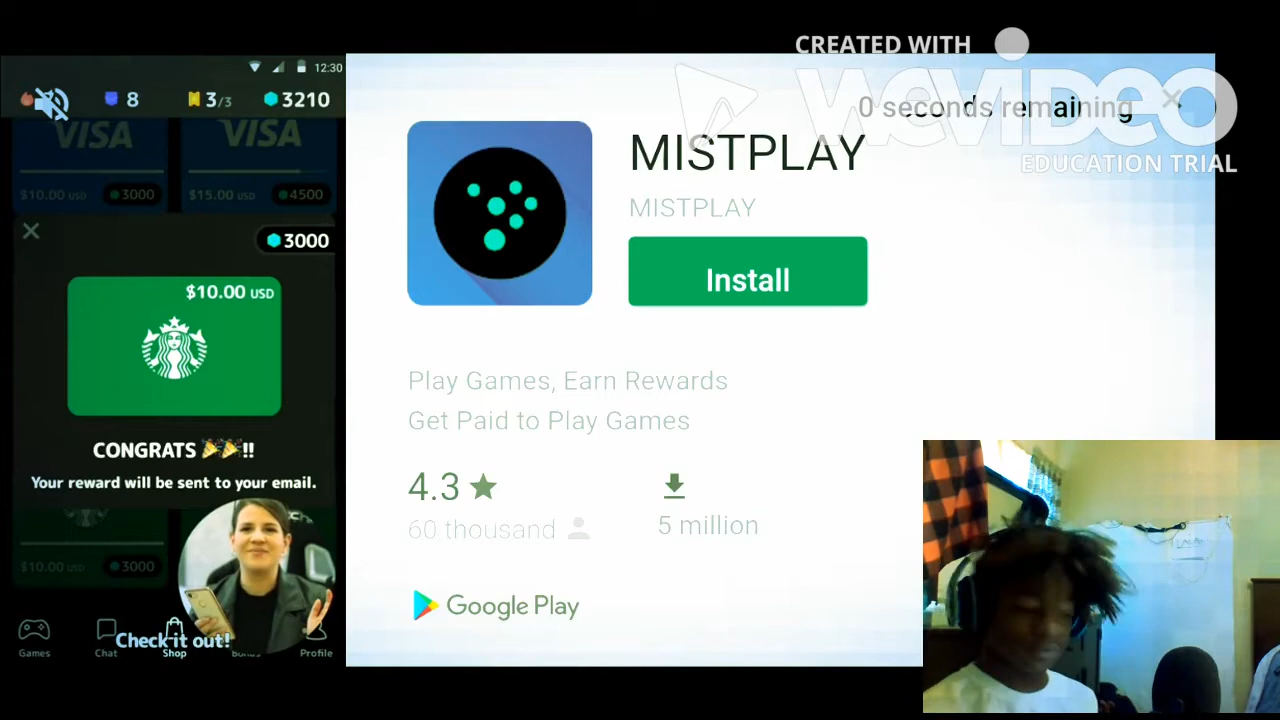 CREATED WITH
WEVIDEO
EDUCATION TRIAL
12:30
8
3/3
3210
VISA
VISA
$10.00 USD
3000
$15.00 USD
4500
3000
$10.00 USD
CONGRATS 🎉🎉!!
Your reward will be sent to your email.
$10.00 USD
3000
Check it out!
Games
Chat
Shop
Bonus
Profile
0 seconds remaining
MISTPLAY
MISTPLAY
Install
Play Games, Earn Rewards
Get Paid to Play Games
4.3 ★
60 thousand
5 million
Google Play